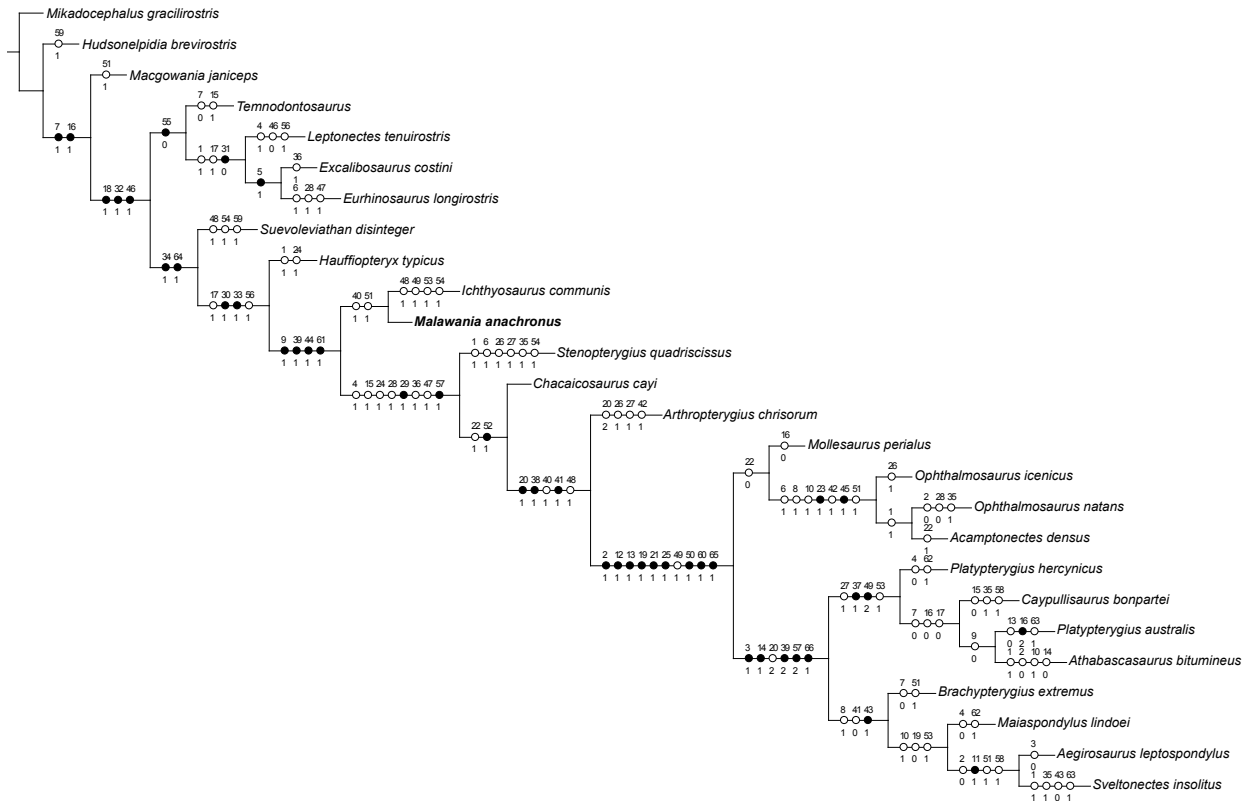 Mikadocephalus gracilirostris
59
Hudsonelpidia brevirostris
1
51
Macgowania janiceps
1
7 16
1 1
7 15
Temnodontosaurus
0 1
55
0
4 46 56
Leptonectes tenuirostris
1 0 1
1 17 31
1 1 0
36
Excalibosaurus costini
1
5
1
6 28 47
Eurhinosaurus longirostris
1 1 1
18 32 46
1 1 1
48 54 59
Suevoleviathan disinteger
1 1 1
34 64
1 1
1 24
Hauffiopteryx typicus
1 1
17 30 33 56
1 1 1 1
48 49 53 54
Ichthyosaurus communis
1 1 1 1
40 51
1 1
Malawania anachronus
9 39 44 61
1 1 1 1
1 6 26 27 35 54
Stenopterygius quadriscissus
1 1 1 1 1 1
4 15 24 28 29 36 47 57
1 1 1 1 1 1 1 1
Chacaicosaurus cayi
22 52
1 1
20 26 27 42
Arthropterygius chrisorum
2 1 1 1
20 38 40 41 48
1 1 1 1 1
16
Mollesaurus perialus
0
22
0
6 8 10 23 42 45 51
1 1 1 1 1 1 1
26
Ophthalmosaurus icenicus
1
2 28 35
Ophthalmosaurus natans
0 0 1
1
1
22
Acamptonectes densus
1
2 12 13 19 21 25 49 50 60 65
1 1 1 1 1 1 1 1 1 1
4 62
Platypterygius hercynicus
0 1
27 37 49 53
1 1 2 1
15 35 58
Caypullisaurus bonpartei
0 1 1
7 16 17
0 0 0
13 16 63
Platypterygius australis
0 2 1
9
0
1 2 10 14
Athabascasaurus bitumineus
1 0 1 0
3 14 20 39 57 66
1 1 2 2 2 1
7 51
Brachypterygius extremus
0 1
8 41 43
1 0 1
4 62
Maiaspondylus lindoei
0 1
10 19 53
1 0 1
3
Aegirosaurus leptospondylus
0
2 11 51 58
0 1 1 1
1 35 43 63
Sveltonectes insolitus
1 1 0 1